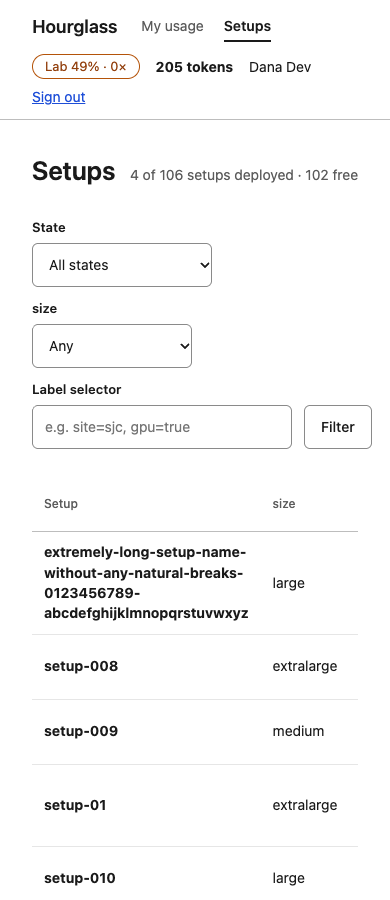 Hourglass My usage Setups
Lab 49% · 0× 205 tokens Dana Dev
Sign out
Setups 4 of 106 setups deployed · 102 free
State
All states
size
Any
Label selector
e.g. site=sjc, gpu=true Filter
Setup size
extremely-long-setup-name-
without-any-natural-breaks-
0123456789-
abcdefghijklmnopqrstuvwxyz large
setup-008 extralarge
setup-009 medium
setup-01 extralarge
setup-010 large